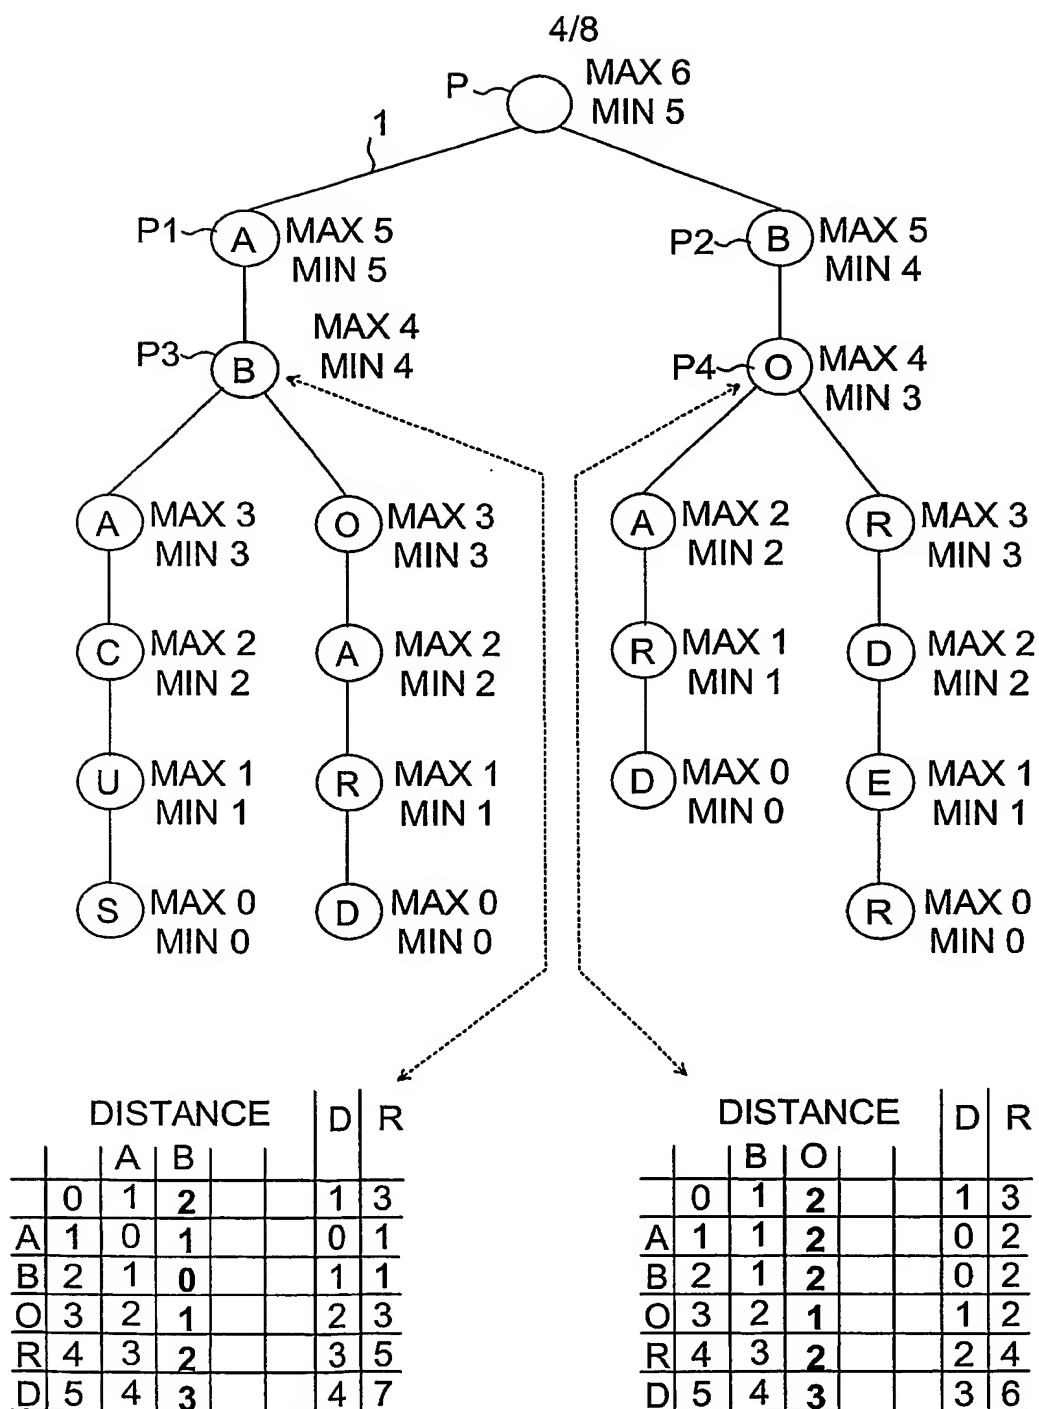 4/8
P MAX 6
MIN 5
1
P1 A MAX 5 P2 B MAX 5
MIN 5 MIN 4
P3 B MAX 4 P4 O MAX 4
MIN 4 MIN 3
A MAX 3 O MAX 3 A MAX 2 R MAX 3
MIN 3 MIN 3 MIN 2 MIN 3
C MAX 2 A MAX 2 R MAX 1 D MAX 2
MIN 2 MIN 2 MIN 1 MIN 2
U MAX 1 R MAX 1 D MAX 0 E MAX 1
MIN 1 MIN 1 MIN 0 MIN 1
S MAX 0 D MAX 0 R MAX 0
MIN 0 MIN 0 MIN 0
DISTANCE D R DISTANCE D R
A B B O
0 1 2 1 3 0 1 2 1 3
A 1 0 1 0 1 A 1 1 2 0 2
B 2 1 0 1 1 B 2 1 2 0 2
O 3 2 1 2 3 O 3 2 1 1 2
R 4 3 2 3 5 R 4 3 2 2 4
D 5 4 3 4 7 D 5 4 3 3 6